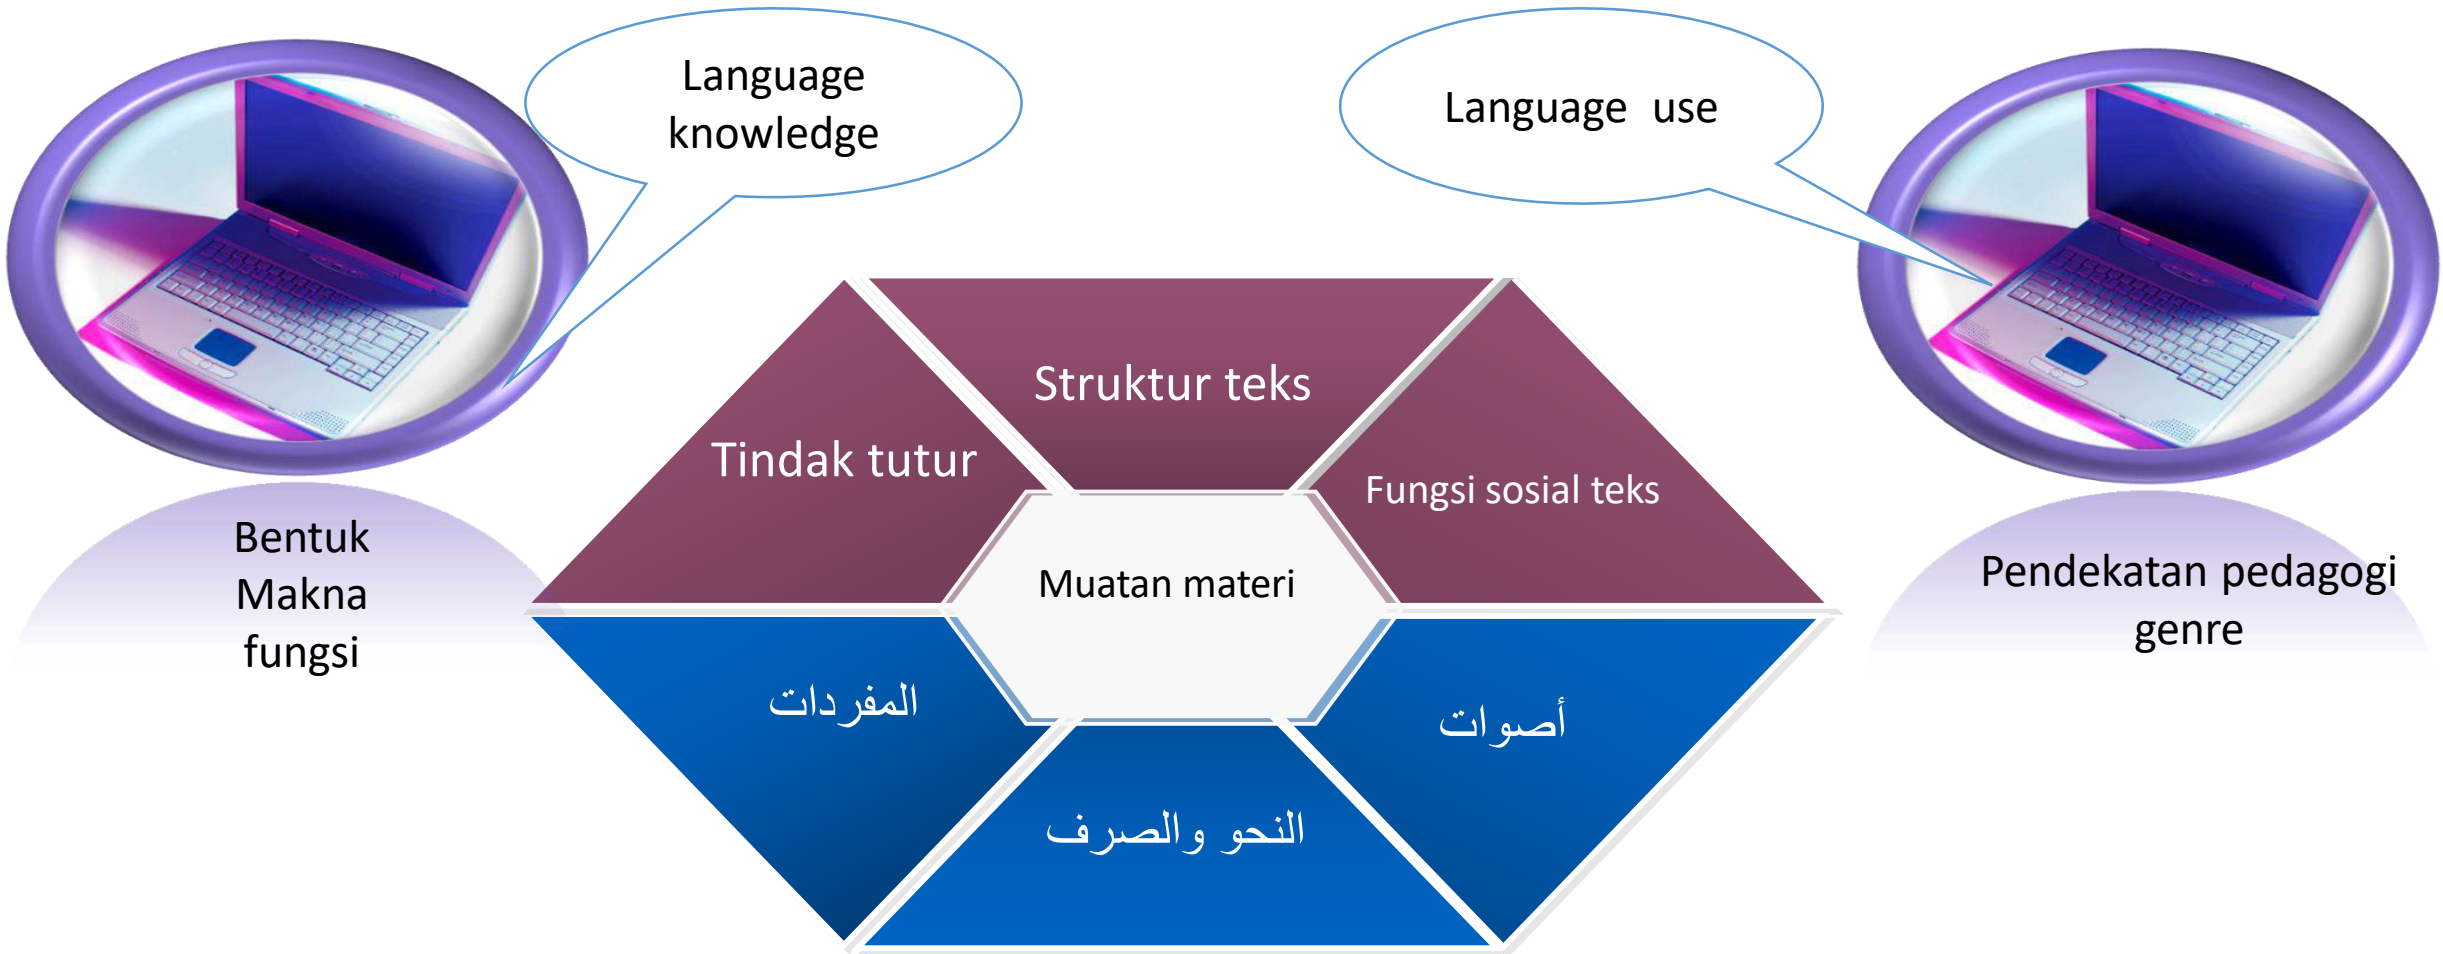 Language
knowledge
Language use
Struktur teks
Tindak tutur
Fungsi sosial teks
Bentuk
Makna
fungsi
Muatan materi
Pendekatan pedagogi
genre
المفردات
أصوات
النحو والصرف